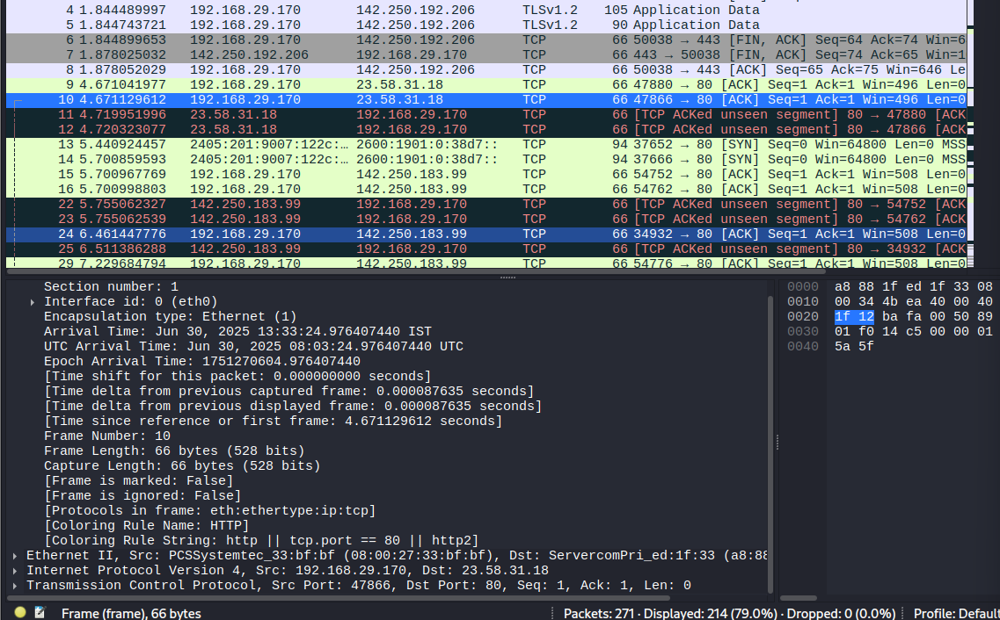 4 1.844489997 192.168.29.170 142.250.192.206 TLSv1.2 105 Application Data
5 1.844743721 192.168.29.170 142.250.192.206 TLSv1.2 90 Application Data
6 1.844899653 192.168.29.170 142.250.192.206 TCP 66 50038 → 443 [FIN, ACK] Seq=64 Ack=74 Win=6
7 1.878025032 142.250.192.206 192.168.29.170 TCP 66 443 → 50038 [FIN, ACK] Seq=74 Ack=65 Win=1
8 1.878052029 192.168.29.170 142.250.192.206 TCP 66 50038 → 443 [ACK] Seq=65 Ack=75 Win=646 Le
9 4.671041977 192.168.29.170 23.58.31.18 TCP 66 47880 → 80 [ACK] Seq=1 Ack=1 Win=496 Len=0
10 4.671129612 192.168.29.170 23.58.31.18 TCP 66 47866 → 80 [ACK] Seq=1 Ack=1 Win=496 Len=0
11 4.719951996 23.58.31.18 192.168.29.170 TCP 66 [TCP ACKed unseen segment] 80 → 47880 [ACK
12 4.720323077 23.58.31.18 192.168.29.170 TCP 66 [TCP ACKed unseen segment] 80 → 47866 [ACK
13 5.440924457 2405:201:9007:122c:… 2600:1901:0:38d7:: TCP 94 37652 → 80 [SYN] Seq=0 Win=64800 Len=0 MSS
14 5.700859593 2405:201:9007:122c:… 2600:1901:0:38d7:: TCP 94 37666 → 80 [SYN] Seq=0 Win=64800 Len=0 MSS
15 5.700967769 192.168.29.170 142.250.183.99 TCP 66 54752 → 80 [ACK] Seq=1 Ack=1 Win=508 Len=0
16 5.700998803 192.168.29.170 142.250.183.99 TCP 66 54762 → 80 [ACK] Seq=1 Ack=1 Win=508 Len=0
22 5.755062327 142.250.183.99 192.168.29.170 TCP 66 [TCP ACKed unseen segment] 80 → 54752 [ACK
23 5.755062539 142.250.183.99 192.168.29.170 TCP 66 [TCP ACKed unseen segment] 80 → 54762 [ACK
24 6.461447776 192.168.29.170 142.250.183.99 TCP 66 34932 → 80 [ACK] Seq=1 Ack=1 Win=508 Len=0
25 6.511386288 142.250.183.99 192.168.29.170 TCP 66 [TCP ACKed unseen segment] 80 → 34932 [ACK
29 7.229684794 192.168.29.170 142.250.183.99 TCP 66 54776 → 80 [ACK] Seq=1 Ack=1 Win=508 Len=0
Section number: 1
Interface id: 0 (eth0)
Encapsulation type: Ethernet (1)
Arrival Time: Jun 30, 2025 13:33:24.976407440 IST
UTC Arrival Time: Jun 30, 2025 08:03:24.976407440 UTC
Epoch Arrival Time: 1751270604.976407440
[Time shift for this packet: 0.000000000 seconds]
[Time delta from previous captured frame: 0.000087635 seconds]
[Time delta from previous displayed frame: 0.000087635 seconds]
[Time since reference or first frame: 4.671129612 seconds]
Frame Number: 10
Frame Length: 66 bytes (528 bits)
Capture Length: 66 bytes (528 bits)
[Frame is marked: False]
[Frame is ignored: False]
[Protocols in frame: eth:ethertype:ip:tcp]
[Coloring Rule Name: HTTP]
[Coloring Rule String: http || tcp.port == 80 || http2]
Ethernet II, Src: PCSSystemtec_33:bf:bf (08:00:27:33:bf:bf), Dst: ServercomPri_ed:1f:33 (a8:88
Internet Protocol Version 4, Src: 192.168.29.170, Dst: 23.58.31.18
Transmission Control Protocol, Src Port: 47866, Dst Port: 80, Seq: 1, Ack: 1, Len: 0
0000 a8 88 1f ed 1f 33 08
0010 00 34 4b ea 40 00 40
0020 1f 12 ba fa 00 50 89
0030 01 f0 14 c5 00 00 01
0040 5a 5f
Frame (frame), 66 bytes
Packets: 271 · Displayed: 214 (79.0%) · Dropped: 0 (0.0%)
Profile: Default